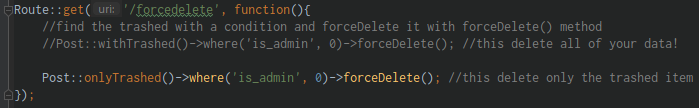 Route::get( uri: '/forcedelete', function(){
//find the trashed with a condition and forceDelete it with forceDelete() method
//Post::withTrashed()->where('is_admin', 0)->forceDelete(); //this delete all of your data!
Post::onlyTrashed()->where('is_admin', 0)->forceDelete(); //this delete only the trashed item
});